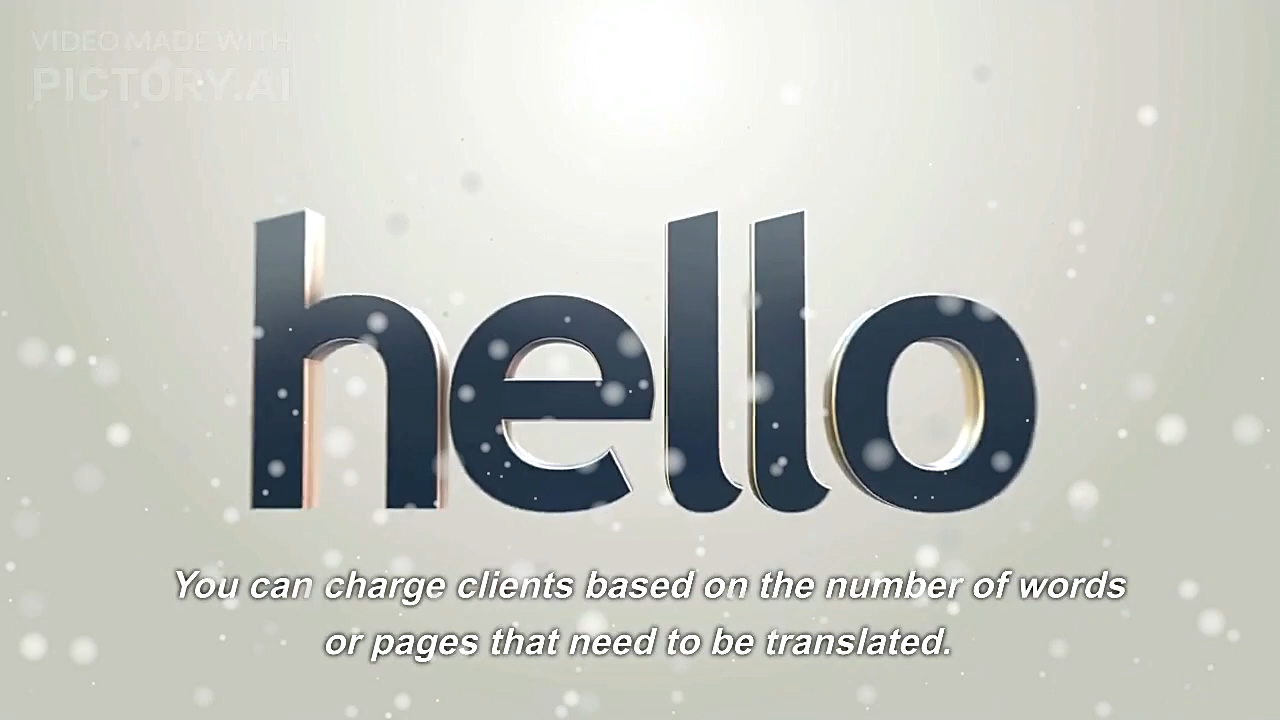 VIDEO MADE WITH
PICTORY.AI
hello
You can charge clients based on the number of words
or pages that need to be translated.